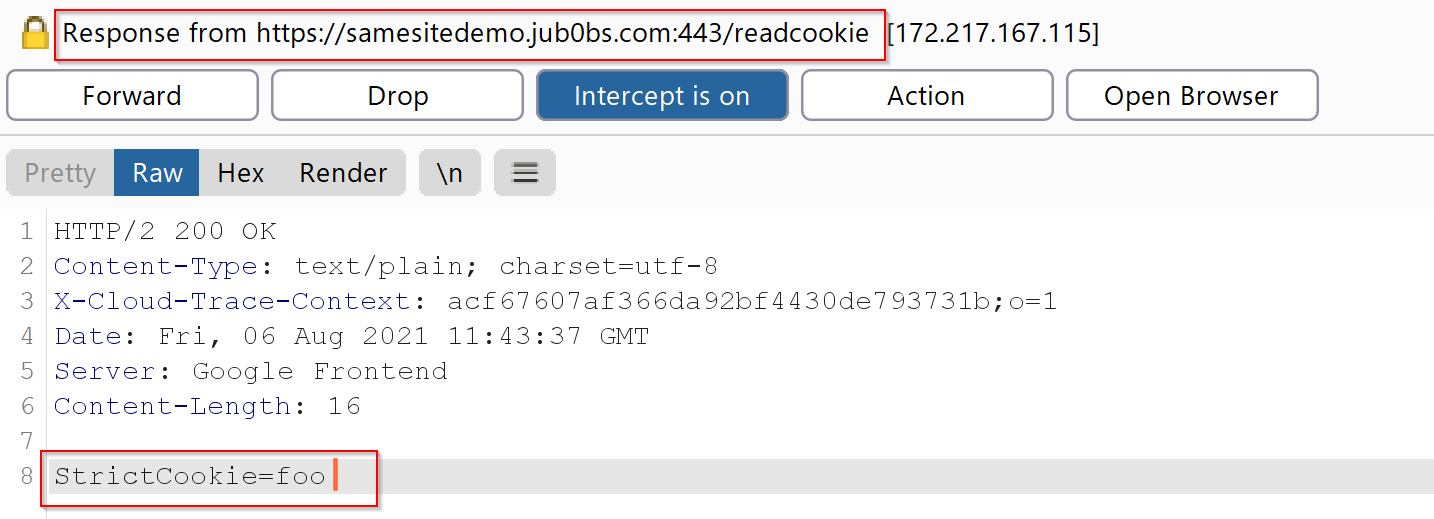 Response from https://samesitedemo.jub0bs.com:443/readcookie [172.217.167.115]
Forward Drop Intercept is on Action Open Browser
Pretty Raw Hex Render \n
1 HTTP/2 200 OK
2 Content-Type: text/plain; charset=utf-8
3 X-Cloud-Trace-Context: acf67607af366da92bf4430de793731b;o=1
4 Date: Fri, 06 Aug 2021 11:43:37 GMT
5 Server: Google Frontend
6 Content-Length: 16
7
8 StrictCookie=foo